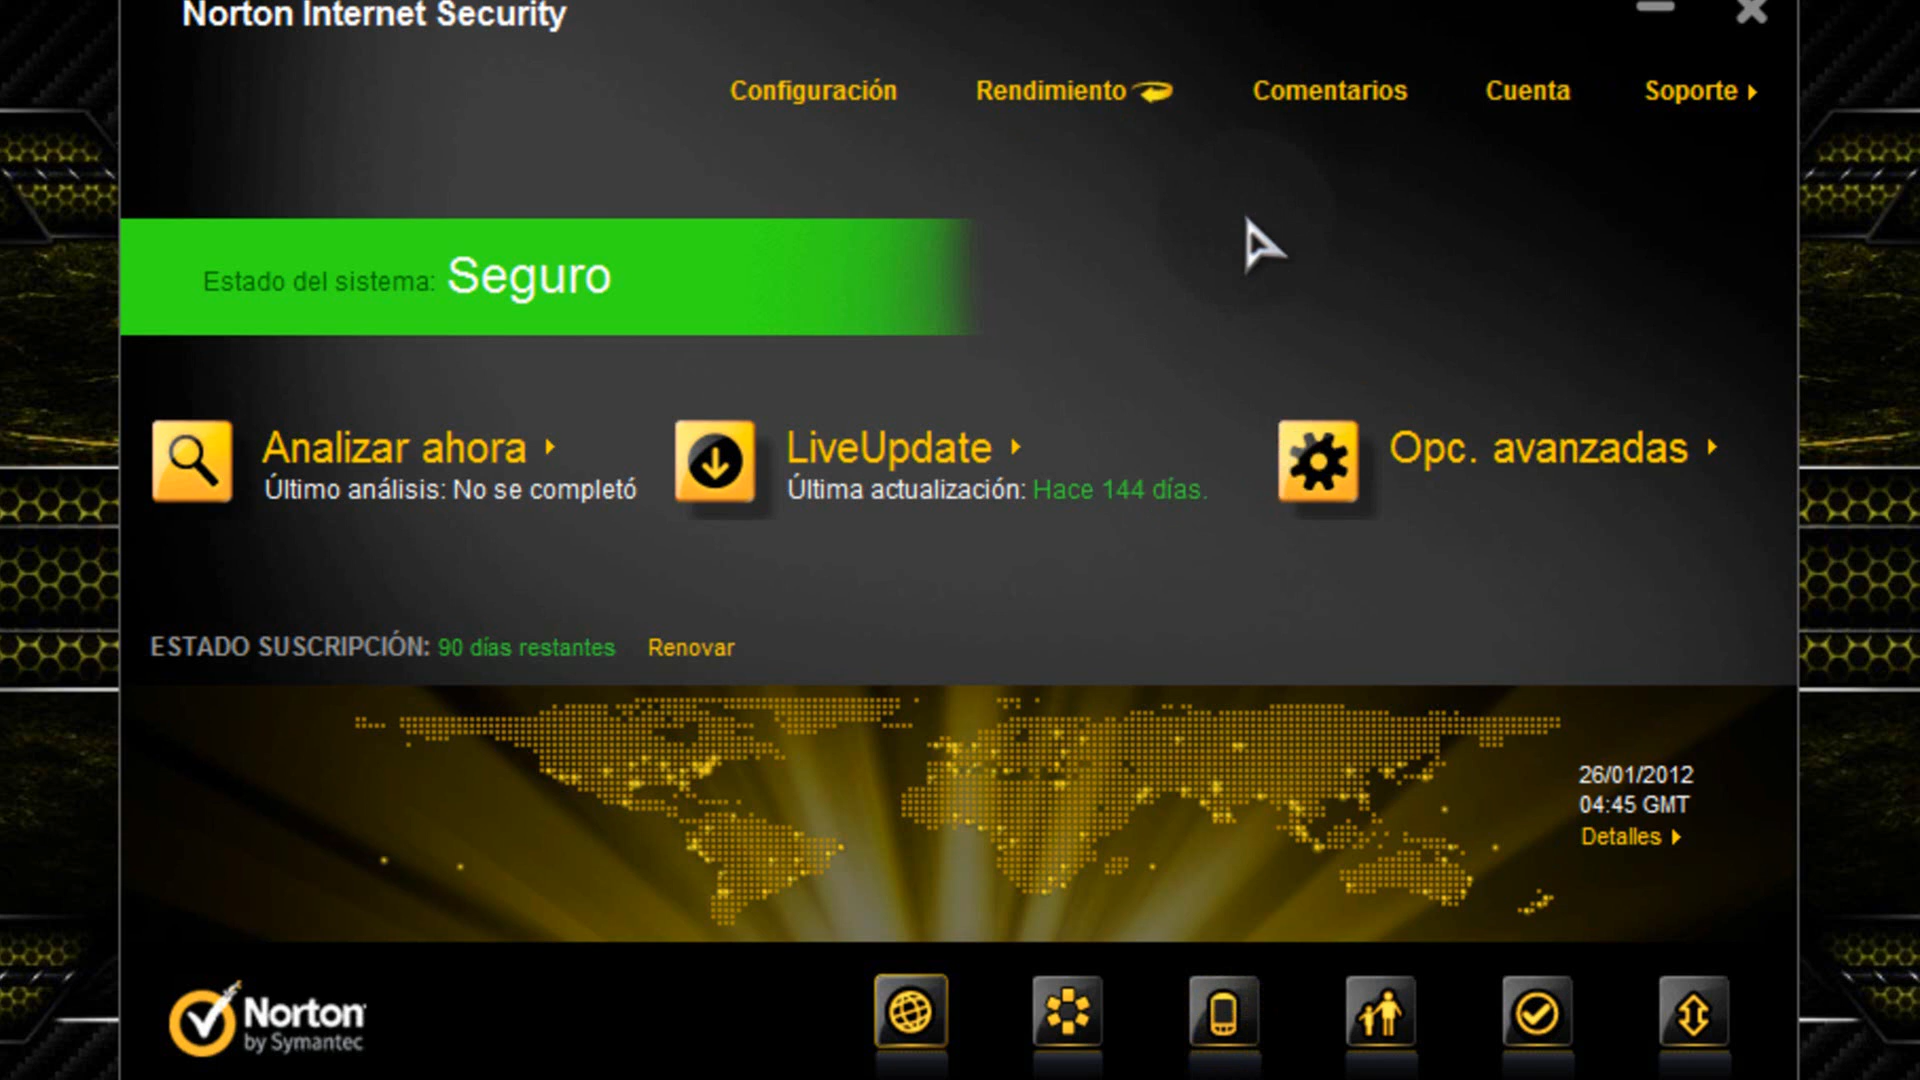 Norton Internet Security
Configuración Rendimiento Comentarios Cuenta Soporte
Estado del sistema: Seguro
Analizar ahora
Último análisis: No se completó
LiveUpdate
Última actualización: Hace 144 días.
Opc. avanzadas
ESTADO SUSCRIPCIÓN: 90 días restantes Renovar
26/01/2012
04:45 GMT
Detalles
Norton
by Symantec